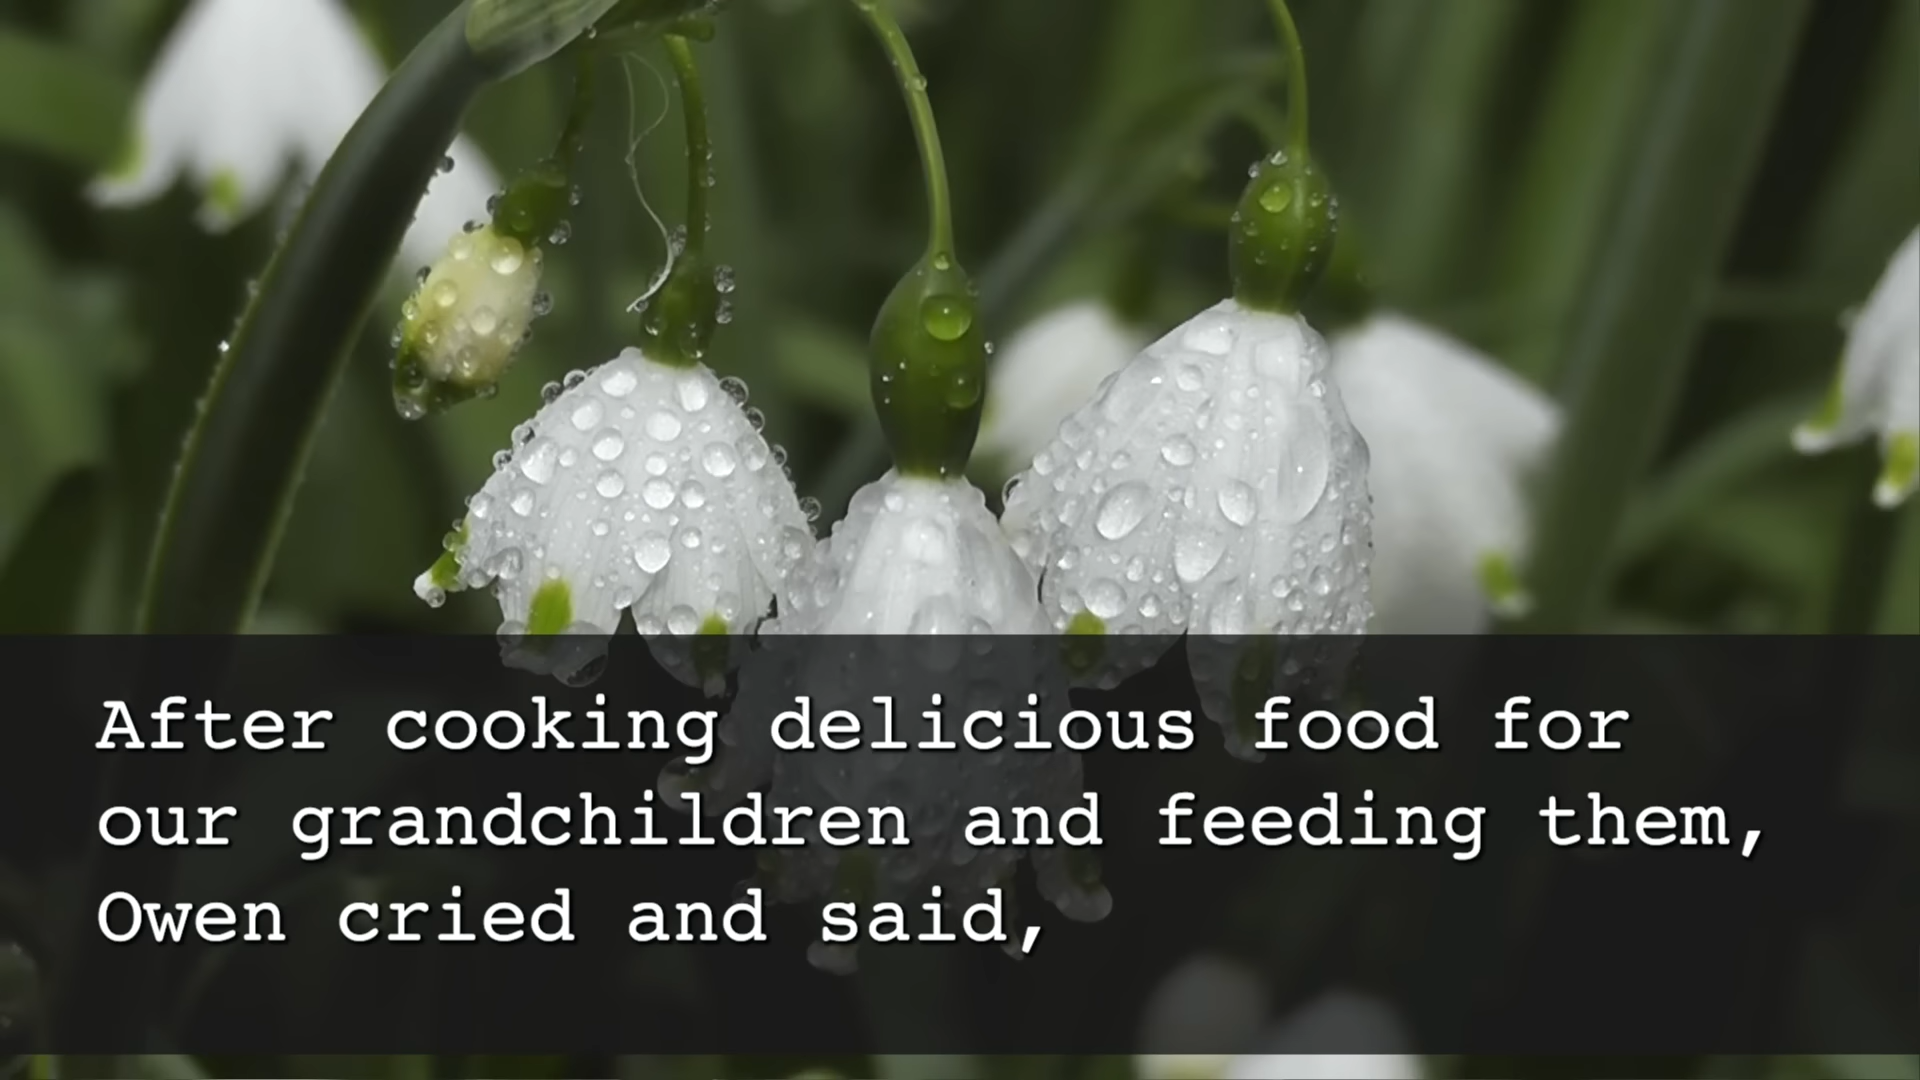 After cooking delicious food for
our grandchildren and feeding them,
Owen cried and said,